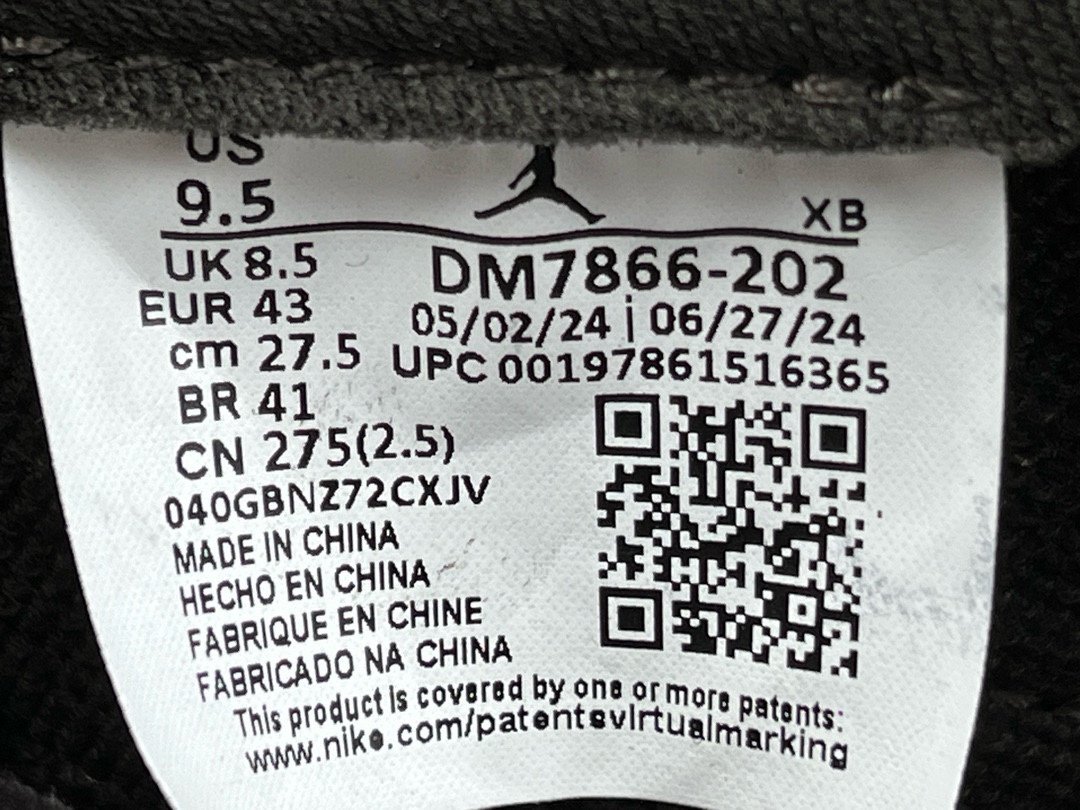 US
9.5
XB
UK 8.5
EUR 43
cm 27.5
BR 41
CN 275(2.5)
DM7866-202
05/02/24 | 06/27/24
UPC 00197861516365
040GBNZ72CXJV
MADE IN CHINA
HECHO EN CHINA
FABRIQUE EN CHINE
FABRICADO NA CHINA
This product is covered by one or more patents:
www.nike.com/patentsvirtualmarking